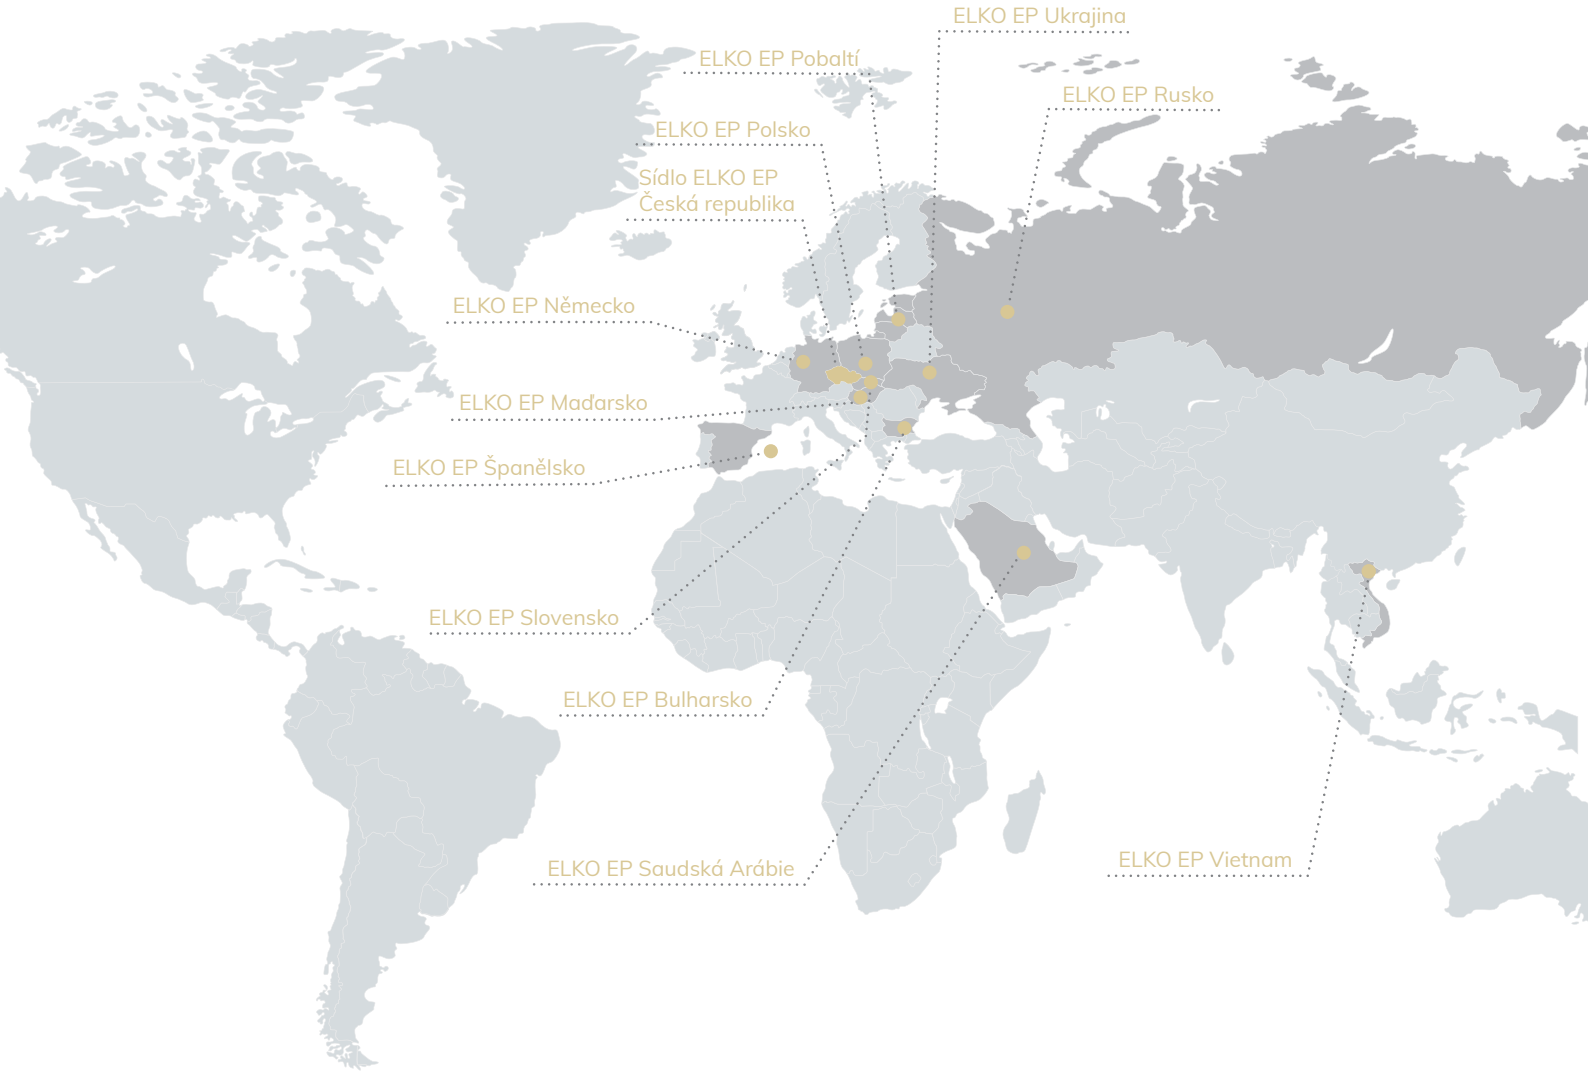 ELKO EP Ukrajina
ELKO EP Pobaltí
ELKO EP Rusko
ELKO EP Polsko
Sídlo ELKO EP
Česká republika
ELKO EP Německo
ELKO EP Maďarsko
ELKO EP Španělsko
ELKO EP Slovensko
ELKO EP Bulharsko
ELKO EP Saudská Arábie
ELKO EP Vietnam